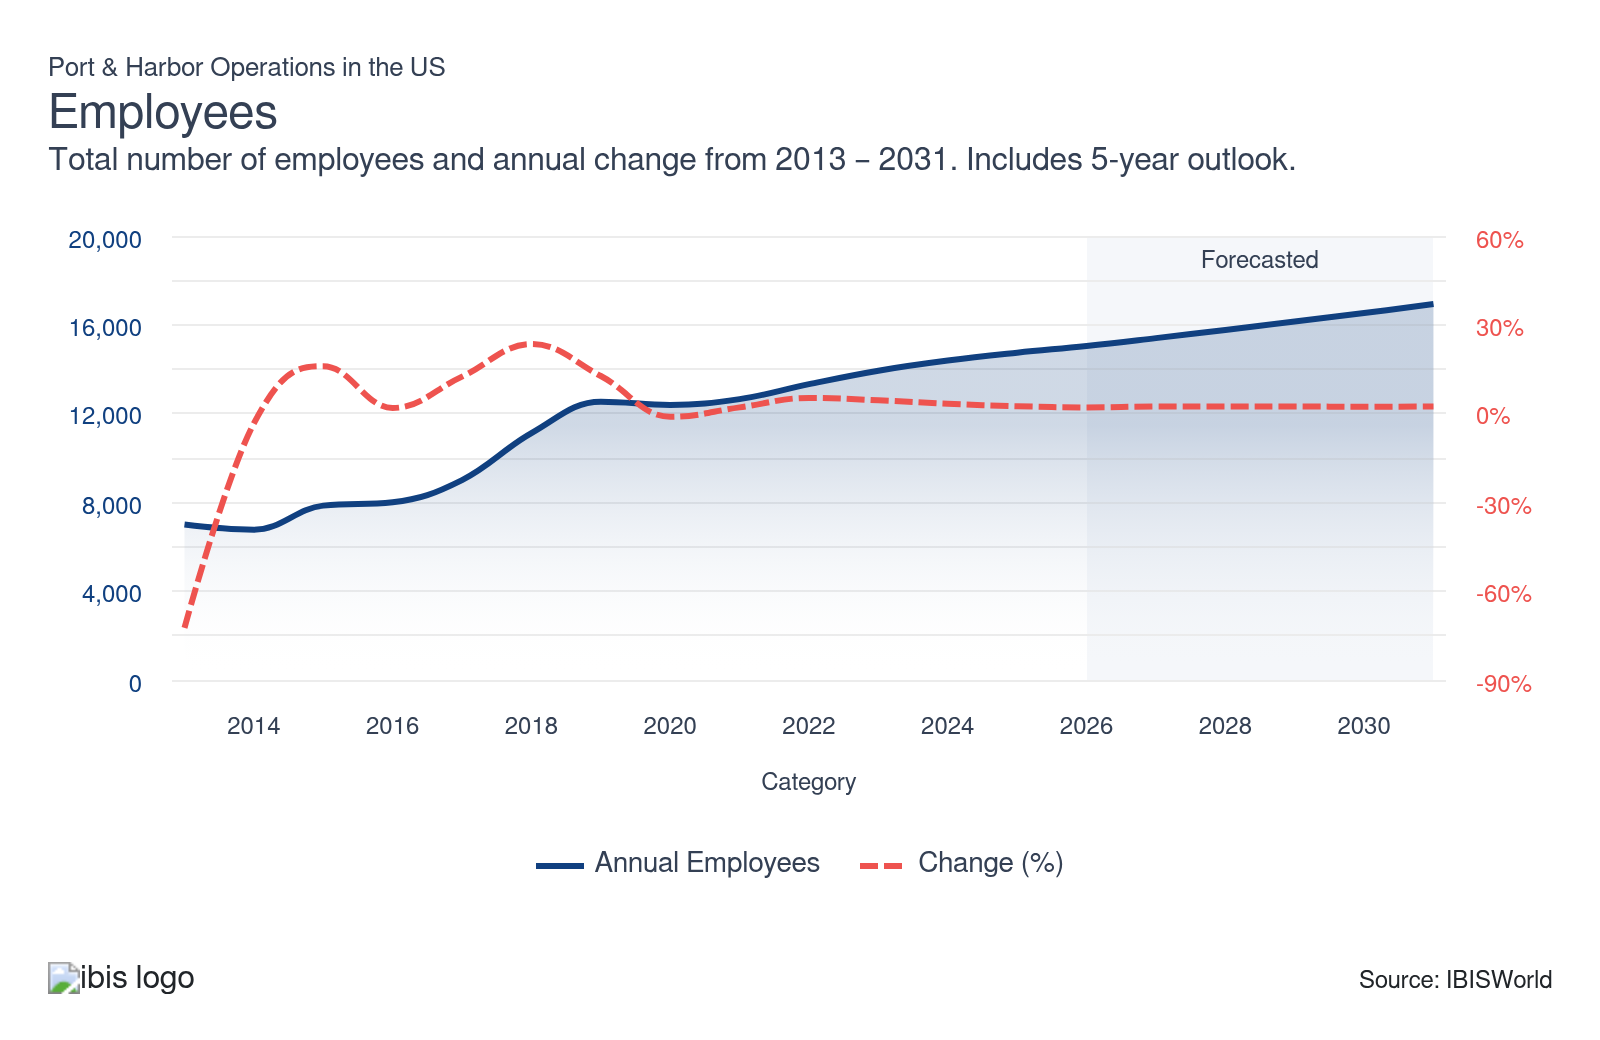 Port & Harbor Operations in the US
Employees
Total number of employees and annual change from 2013 – 2031. Includes 5-year outlook.
20,000
16,000
12,000
8,000
4,000
0
Forecasted
60%
30%
0%
-30%
-60%
-90%
2014 2016 2018 2020 2022 2024 2026 2028 2030
Category
Annual Employees Change (%)
ibis logo
Source: IBISWorld